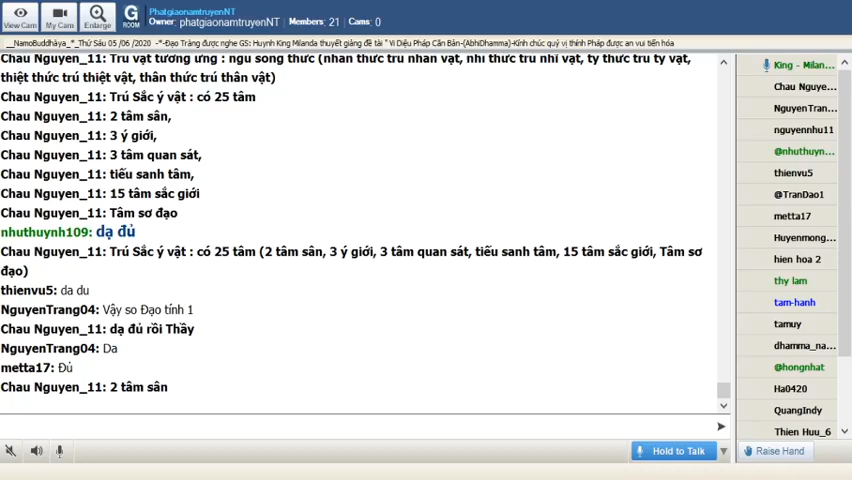 View Cam
My Cam
Enlarge
G
ROOM
PhatgiaonamtruyenNT
Owner: phatgiaonamtruyenNT Members: 21 Cams: 0
__NamoBuddhàya_*_Thứ Sáu 05 /06 /2020 -*-Đạo Tràng được nghe GS: Huynh King Milanda thuyết giảng đề tài " Vi Diệu Pháp Căn Bản-(AbhiDhamma)-Kính chúc quý vị thính Pháp được an vui tiến hóa
Chau Nguyen_11: Trú vật tương ưng : ngũ song thức (nhãn thức trú nhãn vật, nhĩ thức trú nhĩ vật, tỷ thức trú tỷ vật,
thiệt thức trú thiệt vật, thân thức trú thân vật)
Chau Nguyen_11: Trú Sắc ý vật : có 25 tâm
Chau Nguyen_11: 2 tâm sân,
Chau Nguyen_11: 3 ý giới,
Chau Nguyen_11: 3 tâm quan sát,
Chau Nguyen_11: tiếu sanh tâm,
Chau Nguyen_11: 15 tâm sắc giới
Chau Nguyen_11: Tâm sơ đạo
nhuthuynh109: dạ đủ
Chau Nguyen_11: Trú Sắc ý vật : có 25 tâm (2 tâm sân, 3 ý giới, 3 tâm quan sát, tiếu sanh tâm, 15 tâm sắc giới, Tâm sơ
đạo)
thienvu5: da du
NguyenTrang04: Vậy so Đạo tính 1
Chau Nguyen_11: dạ đủ rồi Thầy
NguyenTrang04: Da
metta17: Đủ
Chau Nguyen_11: 2 tâm sân
King - Milan...
Chau Nguye...
NguyenTran...
nguyennhu11
@nhuthuyn...
thienvu5
@TranDao1
metta17
Huyenmong...
hien hoa 2
thy lam
tam-hanh
tamuy
dhamma_na...
@hongnhat
Ha0420
QuangIndy
Thien Huu_6
Hold to Talk
Raise Hand